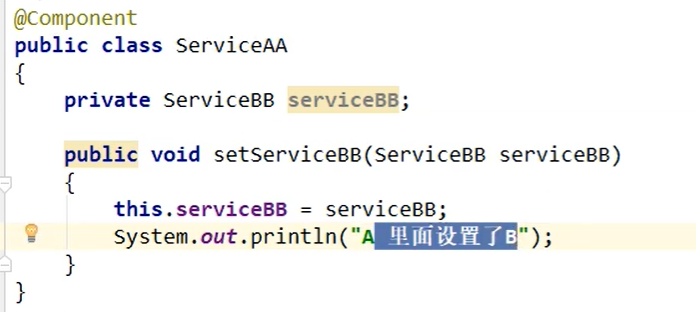 @Component
public class ServiceAA
{
private ServiceBB serviceBB;
public void setServiceBB(ServiceBB serviceBB)
{
this.serviceBB = serviceBB;
System.out.println("A 里面设置了B");
}
}